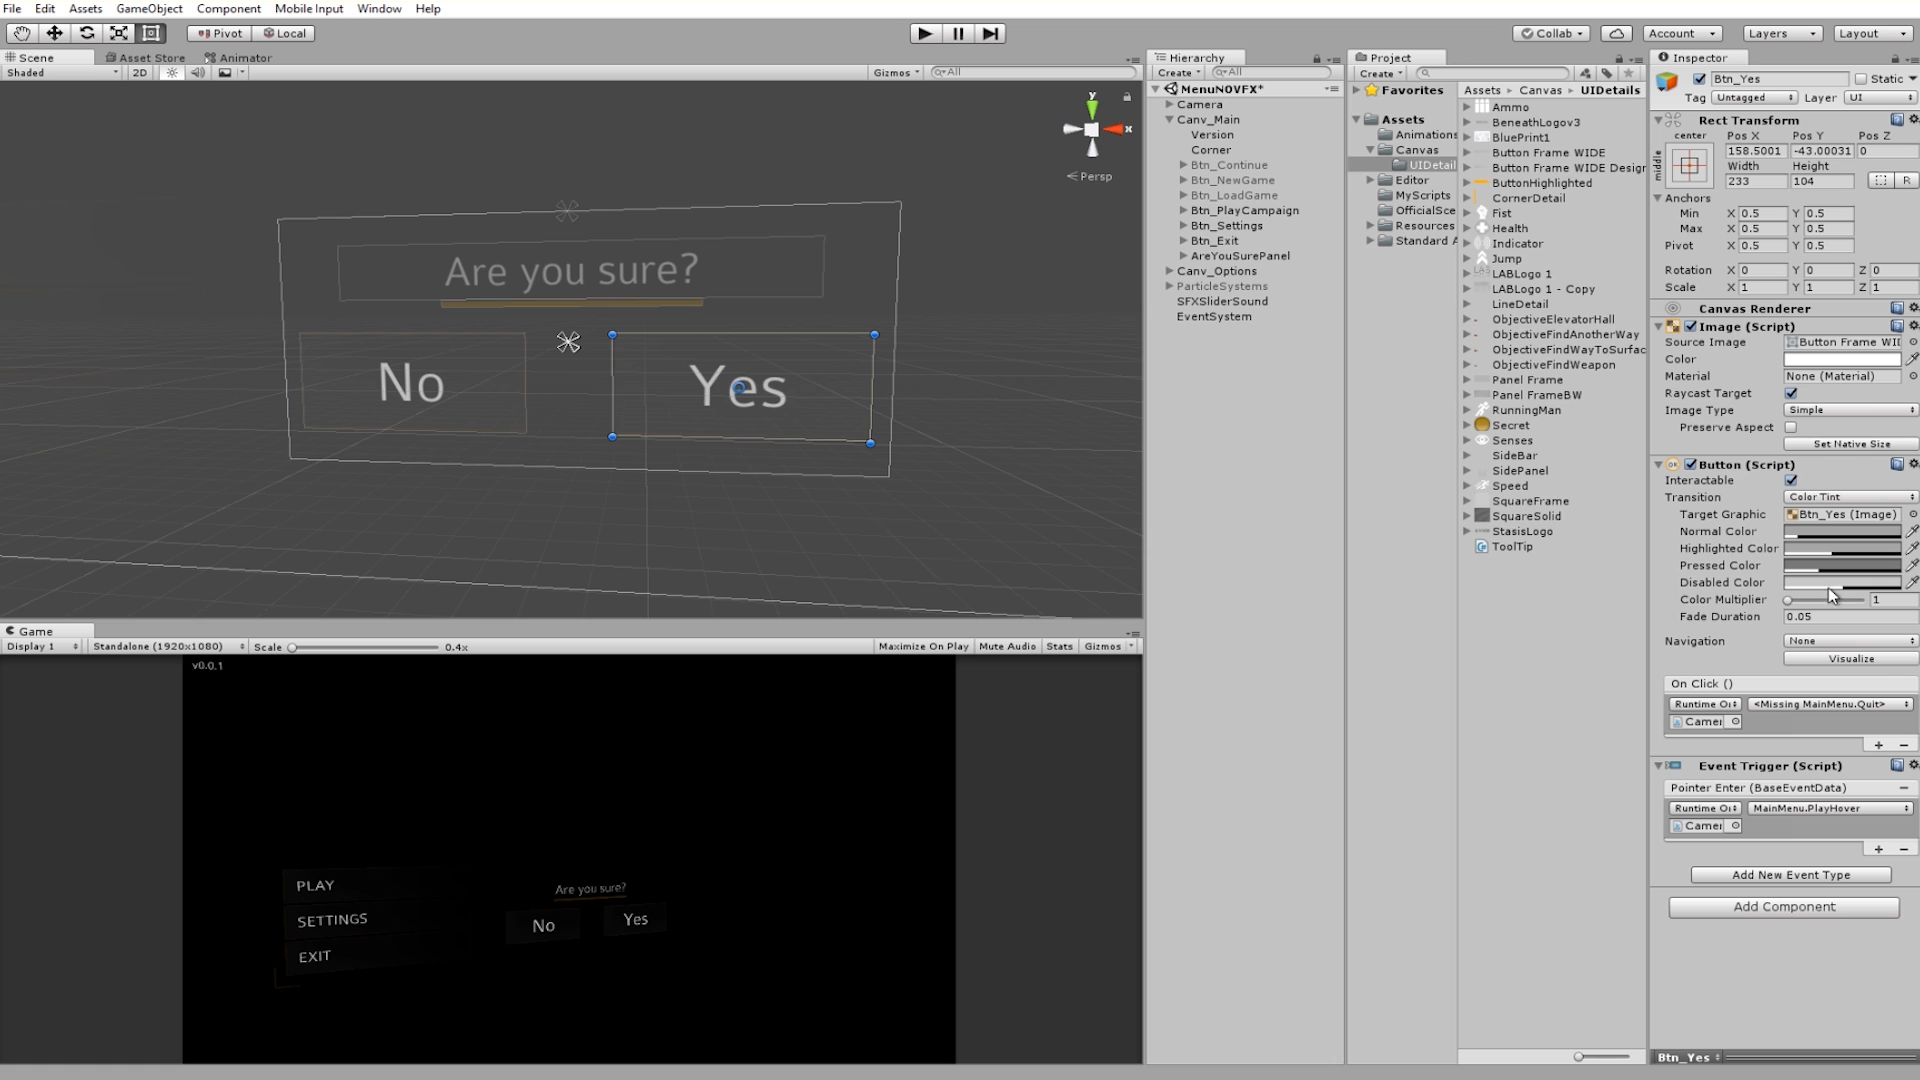 File Edit Assets GameObject Component Mobile Input Window Help
Pivot Local Collab Account Layers Layout
Scene Asset Store Animator
Shaded 2D Gizmos All
y
x
Persp
Are you sure?
No Yes
Game
Display 1 Standalone (1920x1080) Scale 0.4x Maximize On Play Mute Audio Stats Gizmos
v0.0.1
PLAY
SETTINGS
EXIT
Are you sure?
No Yes
Hierarchy
Create All
MenuNOVFX*
Camera
Canv_Main
Version
Corner
Btn_Continue
Btn_NewGame
Btn_LoadGame
Btn_PlayCampaign
Btn_Settings
Btn_Exit
AreYouSurePanel
Canv_Options
ParticleSystems
SFXSliderSound
EventSystem
Project
Create
Favorites
Assets
Animations
Canvas
UIDetail
Editor
MyScripts
OfficialSce
Resources
Standard A
Assets Canvas UIDetails
Ammo
BeneathLogov3
BluePrint1
Button Frame WIDE
Button Frame WIDE Design
ButtonHighlighted
CornerDetail
Fist
Health
Indicator
Jump
LABLogo 1
LABLogo 1 - Copy
LineDetail
ObjectiveElevatorHall
ObjectiveFindAnotherWay
ObjectiveFindWayToSurfac
ObjectiveFindWeapon
Panel Frame
Panel FrameBW
RunningMan
Secret
Senses
SideBar
SidePanel
Speed
SquareFrame
SquareSolid
StasisLogo
ToolTip
Inspector
Btn_Yes Static
Tag Untagged Layer UI
Rect Transform
center Pos X Pos Y Pos Z
middle 158.5001 -43.00031 0
Width Height
233 104 R
Anchors
Min X 0.5 Y 0.5
Max X 0.5 Y 0.5
Pivot X 0.5 Y 0.5
Rotation X 0 Y 0 Z 0
Scale X 1 Y 1 Z 1
Canvas Renderer
Image (Script)
Source Image Button Frame WI
Color
Material None (Material)
Raycast Target
Image Type Simple
Preserve Aspect
Set Native Size
Button (Script)
Interactable
Transition Color Tint
Target Graphic Btn_Yes (Image)
Normal Color
Highlighted Color
Pressed Color
Disabled Color
Color Multiplier 1
Fade Duration 0.05
Navigation None
Visualize
On Click ()
Runtime O <Missing MainMenu.Quit>
Camer
Event Trigger (Script)
Pointer Enter (BaseEventData)
Runtime O MainMenu.PlayHover
Camer
Add New Event Type
Add Component
Btn_Yes